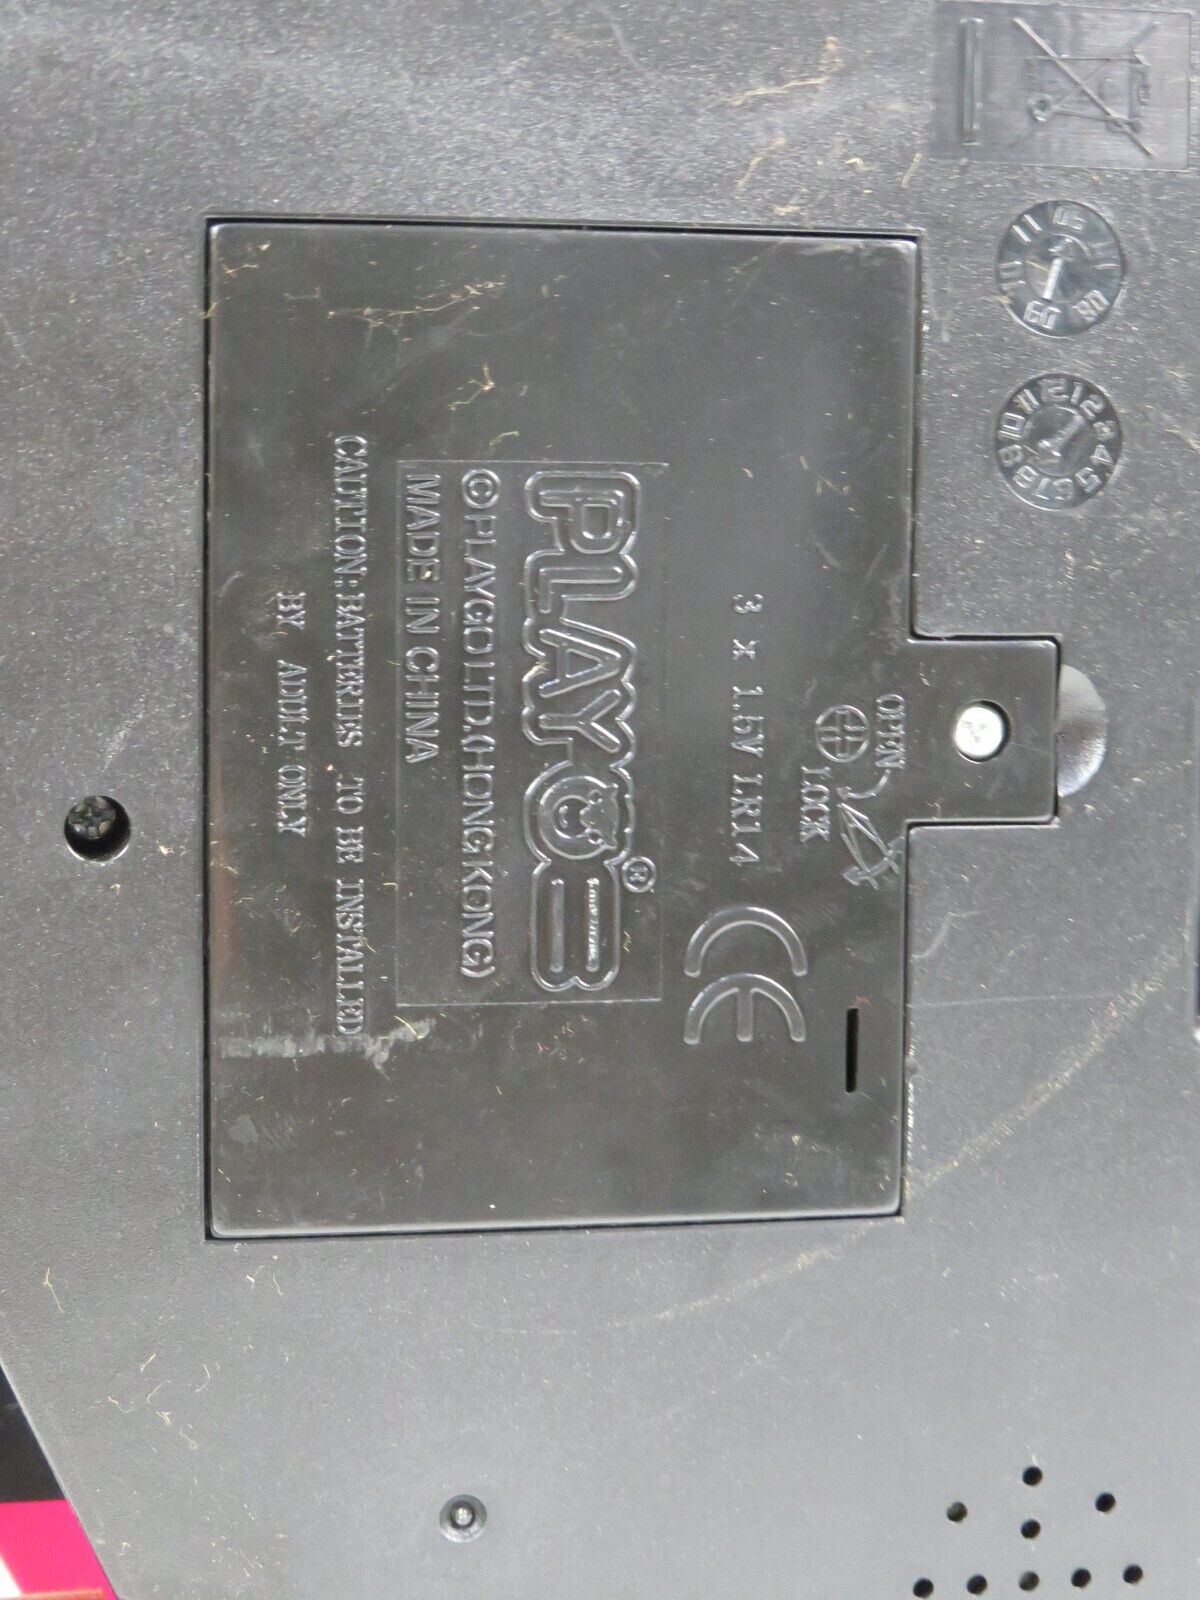 OPEN
LOCK
3 x 1.5V LR14
CE
PLAYGO®
©PLAYGO LTD.(HONG KONG)
MADE IN CHINA
CAUTION:BATTERIES TO BE INSTALLED
BY ADULT ONLY